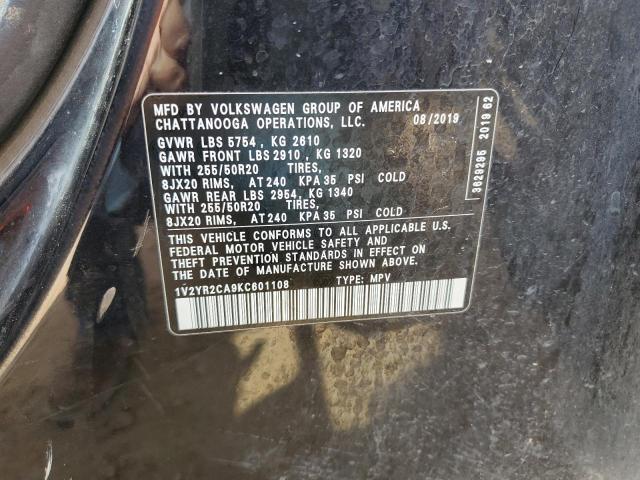 MFD BY VOLKSWAGEN GROUP OF AMERICA
CHATTANOOGA OPERATIONS, LLC. 08/2019
GVWR LBS 5754 , KG 2610
GAWR FRONT LBS 2910 , KG 1320
WITH 255/50R20 TIRES,
8JX20 RIMS, AT 240 KPA 35 PSI COLD
GAWR REAR LBS 2954, KG 1340
WITH 255/50R20 TIRES,
8JX20 RIMS, AT 240 KPA 35 PSI COLD
THIS VEHICLE CONFORMS TO ALL APPLICABLE U.S.
FEDERAL MOTOR VEHICLE SAFETY AND
THEFT PREVENTION STANDARDS IN EFFECT ON
THE DATE OF MANUFACTURE SHOWN ABOVE.
1V2YR2CA9KC601108 TYPE: MPV
3629295 2019 62